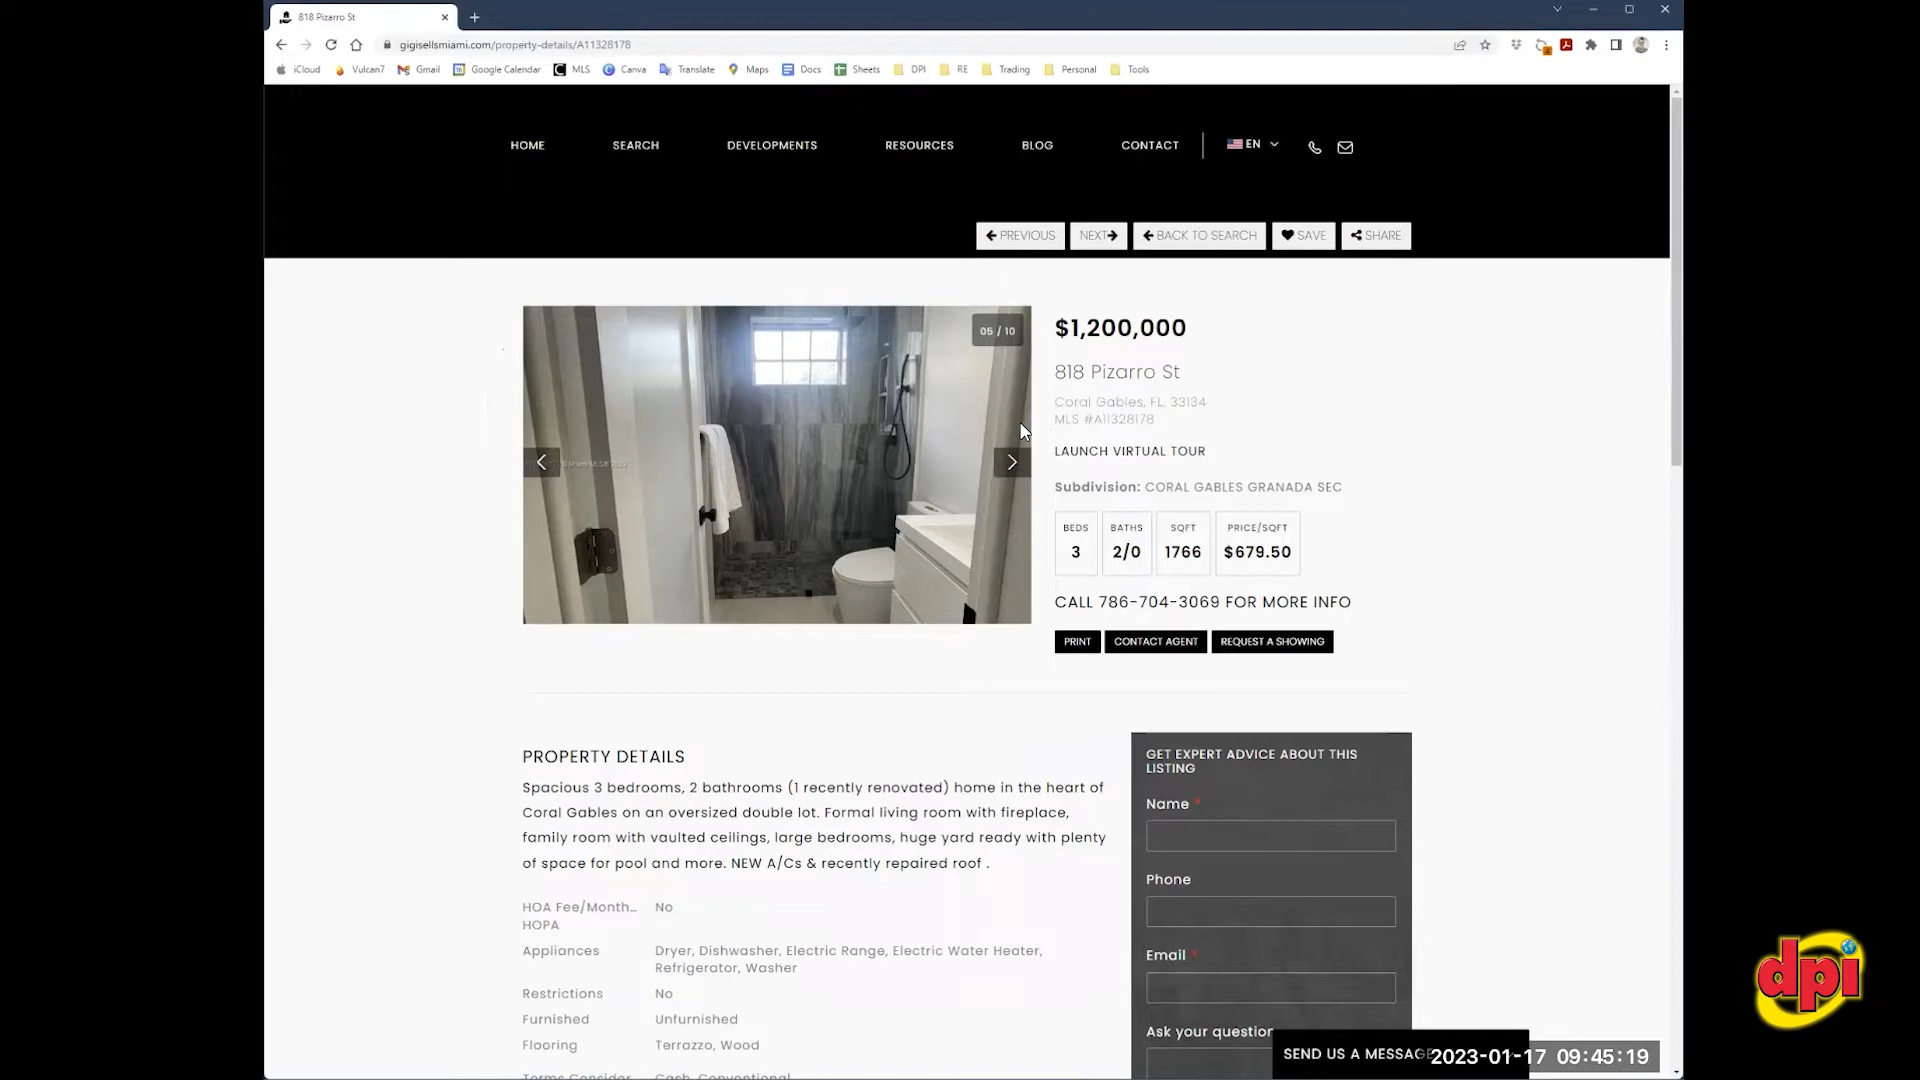 818 Pizarro St
gigisellsmiami.com/property-details/A11328178
iCloud Vulcan7 Gmail Google Calendar MLS Canva Translate Maps Docs Sheets DPI RE Trading Personal Tools
HOME SEARCH DEVELOPMENTS RESOURCES BLOG CONTACT EN
PREVIOUS NEXT BACK TO SEARCH SAVE SHARE
05 / 10
$1,200,000
818 Pizarro St
Coral Gables, FL, 33134
MLS #A11328178
LAUNCH VIRTUAL TOUR
Subdivision: CORAL GABLES GRANADA SEC
BEDS BATHS SQFT PRICE/SQFT
3 2/0 1766 $679.50
CALL 786-704-3069 FOR MORE INFO
PRINT CONTACT AGENT REQUEST A SHOWING
PROPERTY DETAILS
Spacious 3 bedrooms, 2 bathrooms (1 recently renovated) home in the heart of
Coral Gables on an oversized double lot. Formal living room with fireplace,
family room with vaulted ceilings, large bedrooms, huge yard ready with plenty
of space for pool and more. NEW A/Cs & recently repaired roof .
HOA Fee/Month... No
HOPA
Appliances Dryer, Dishwasher, Electric Range, Electric Water Heater,
Refrigerator, Washer
Restrictions No
Furnished Unfurnished
Flooring Terrazzo, Wood
Terms Consider Cash, Conventional
GET EXPERT ADVICE ABOUT THIS
LISTING
Name *
Phone
Email *
Ask your question
SEND US A MESSAGE
2023-01-17 09:45:19
dpi